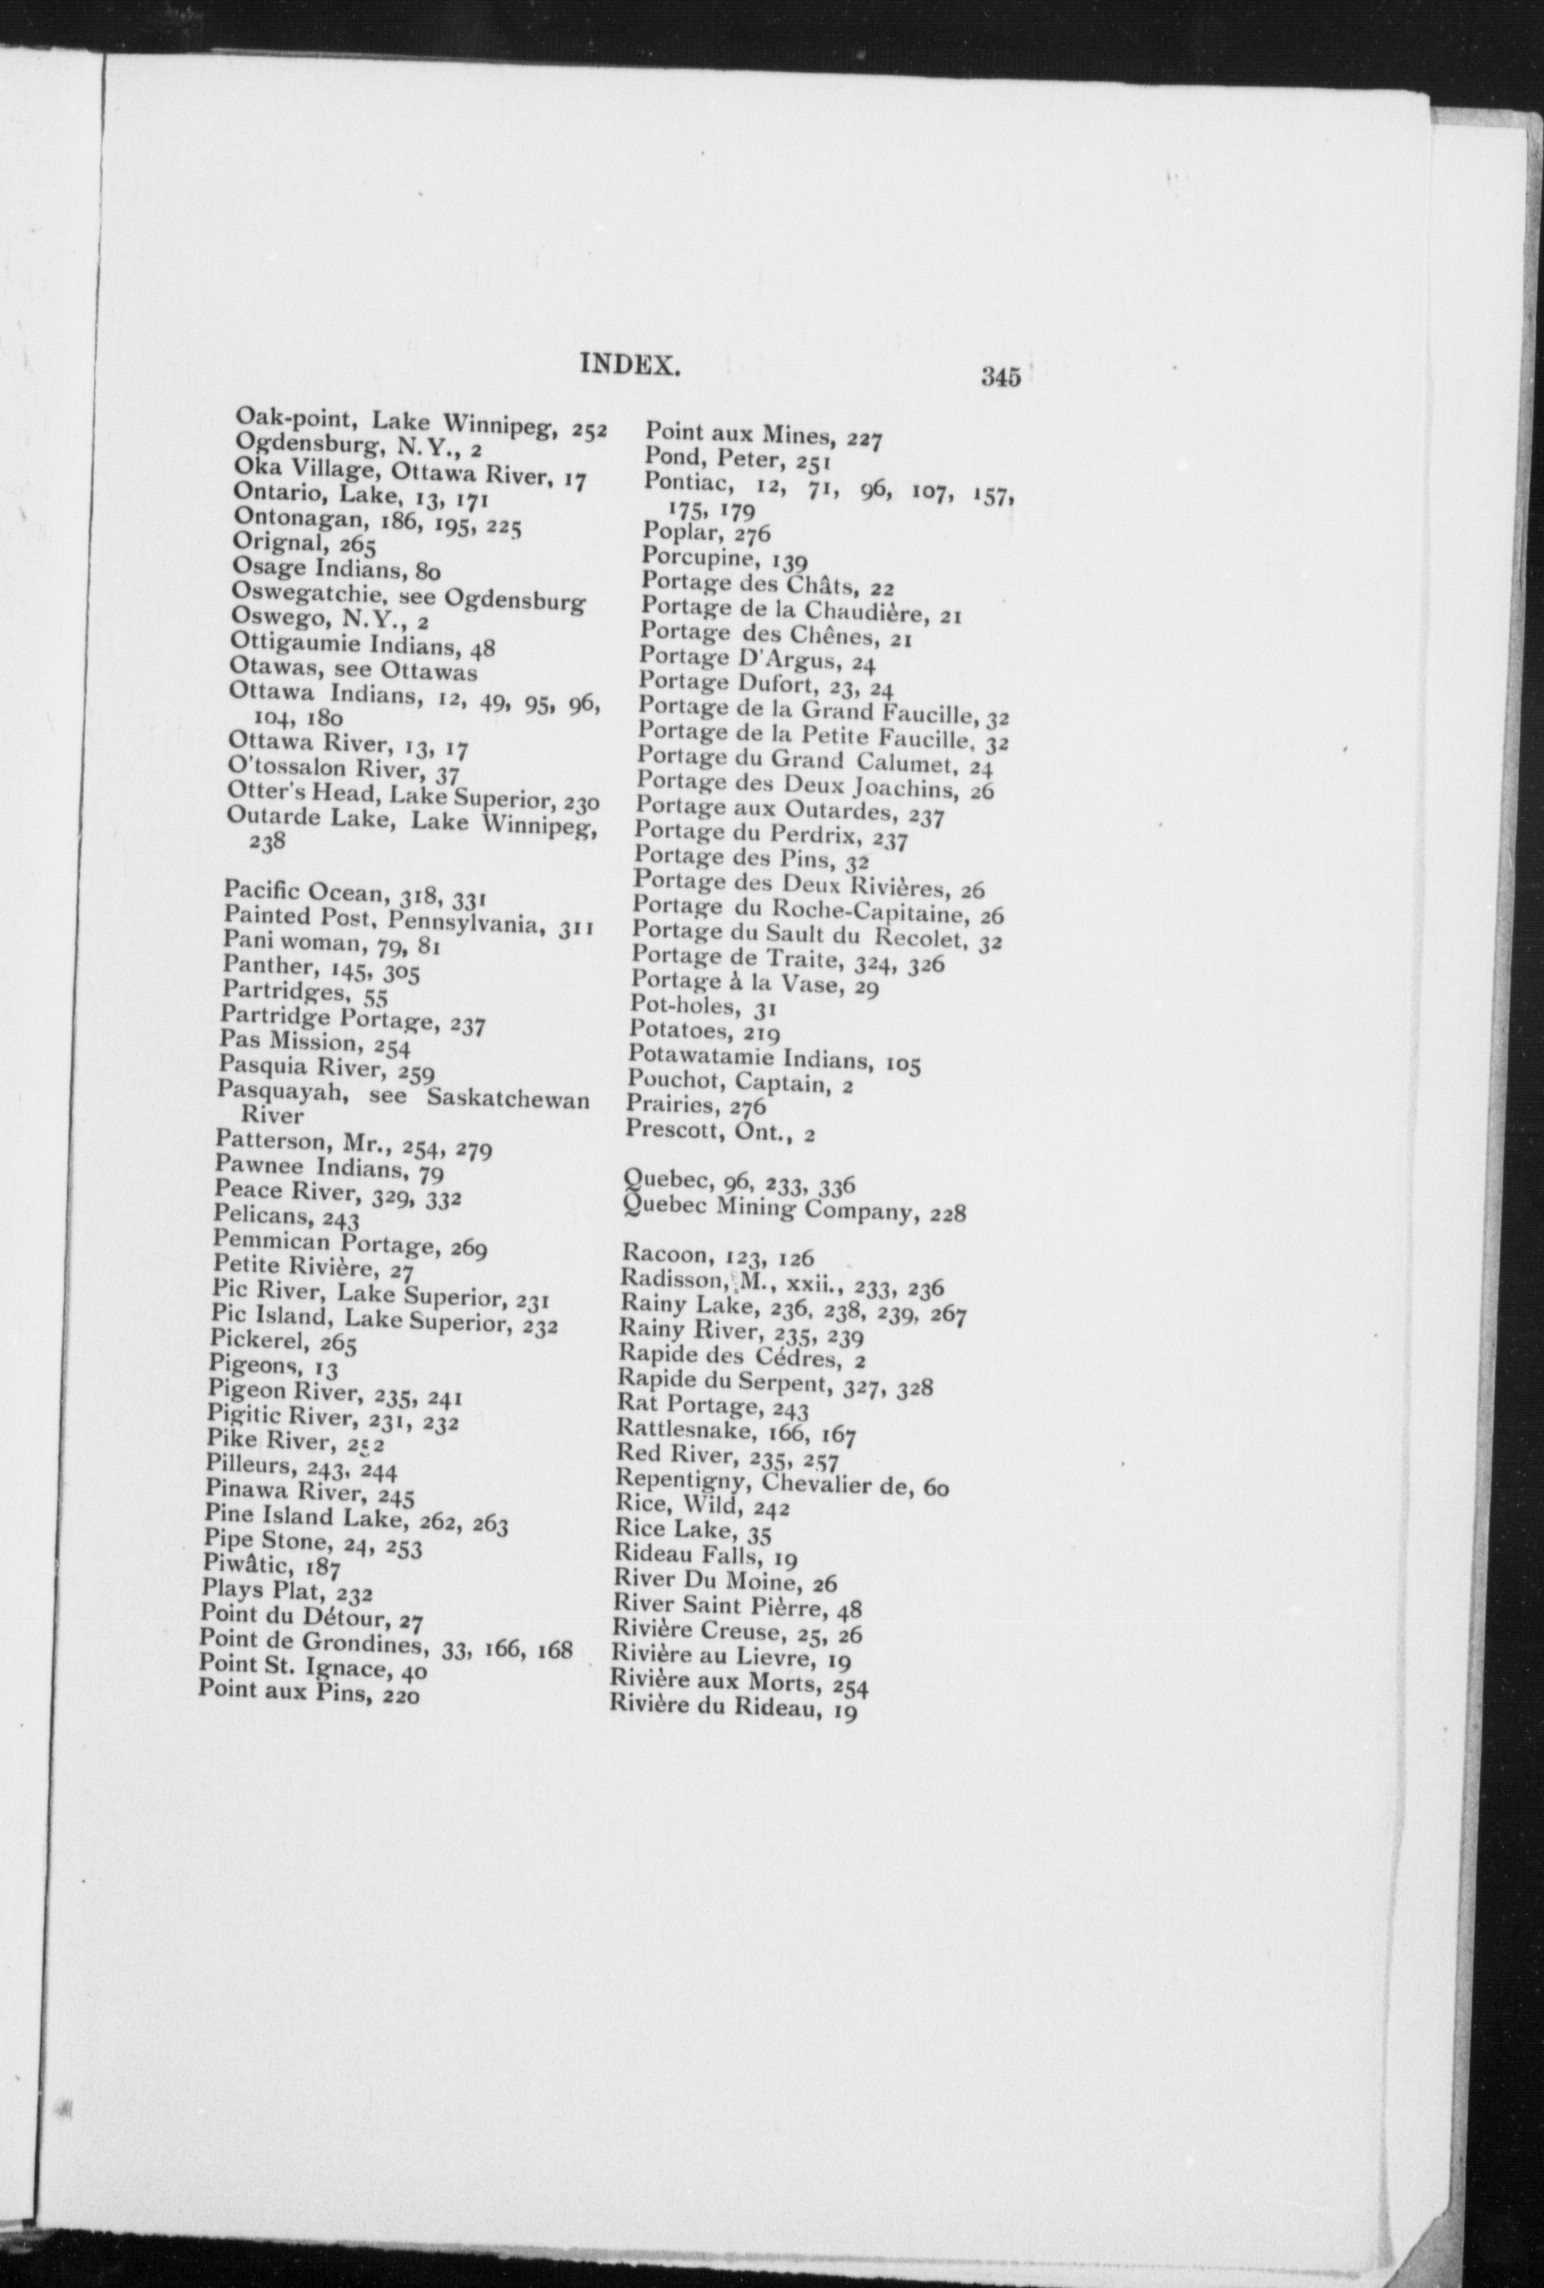 INDEX.
345
Oak-point, Lake Winnipeg, 252
Ogdensburg, N.Y., 2
Oka Village, Ottawa River, 17
Ontario, Lake, 13, 171
Ontonagan, 186, 195, 225
Orignal, 265
Osage Indians, 80
Oswegatchie, see Ogdensburg
Oswego, N.Y., 2
Ottigaumie Indians, 48
Otawas, see Ottawas
Ottawa Indians, 12, 49, 95, 96,
104, 180
Ottawa River, 13, 17
O'tossalon River, 37
Otter's Head, Lake Superior, 230
Outarde Lake, Lake Winnipeg,
238
Pacific Ocean, 318, 331
Painted Post, Pennsylvania, 311
Pani woman, 79, 81
Panther, 145, 305
Partridges, 55
Partridge Portage, 237
Pas Mission, 254
Pasquia River, 259
Pasquayah, see Saskatchewan
River
Patterson, Mr., 254, 279
Pawnee Indians, 79
Peace River, 329, 332
Pelicans, 243
Pemmican Portage, 269
Petite Rivière, 27
Pic River, Lake Superior, 231
Pic Island, Lake Superior, 232
Pickerel, 265
Pigeons, 13
Pigeon River, 235, 241
Pigitic River, 231, 232
Pike River, 252
Pilleurs, 243, 244
Pinawa River, 245
Pine Island Lake, 262, 263
Pipe Stone, 24, 253
Piwâtic, 187
Plays Plat, 232
Point du Détour, 27
Point de Grondines, 33, 166, 168
Point St. Ignace, 40
Point aux Pins, 220
Point aux Mines, 227
Pond, Peter, 251
Pontiac, 12, 71, 96, 107, 157,
175, 179
Poplar, 276
Porcupine, 139
Portage des Châts, 22
Portage de la Chaudière, 21
Portage des Chênes, 21
Portage D'Argus, 24
Portage Dufort, 23, 24
Portage de la Grand Faucille, 32
Portage de la Petite Faucille, 32
Portage du Grand Calumet, 24
Portage des Deux Joachins, 26
Portage aux Outardes, 237
Portage du Perdrix, 237
Portage des Pins, 32
Portage des Deux Rivières, 26
Portage du Roche-Capitaine, 26
Portage du Sault du Recolet, 32
Portage de Traite, 324, 326
Portage à la Vase, 29
Pot-holes, 31
Potatoes, 219
Potawatamie Indians, 105
Pouchot, Captain, 2
Prairies, 276
Prescott, Ont., 2
Quebec, 96, 233, 336
Quebec Mining Company, 228
Racoon, 123, 126
Radisson, M., xxii., 233, 236
Rainy Lake, 236, 238, 239, 267
Rainy River, 235, 239
Rapide des Cédres, 2
Rapide du Serpent, 327, 328
Rat Portage, 243
Rattlesnake, 166, 167
Red River, 235, 257
Repentigny, Chevalier de, 60
Rice, Wild, 242
Rice Lake, 35
Rideau Falls, 19
River Du Moine, 26
River Saint Pièrre, 48
Rivière Creuse, 25, 26
Rivière au Lievre, 19
Rivière aux Morts, 254
Rivière du Rideau, 19